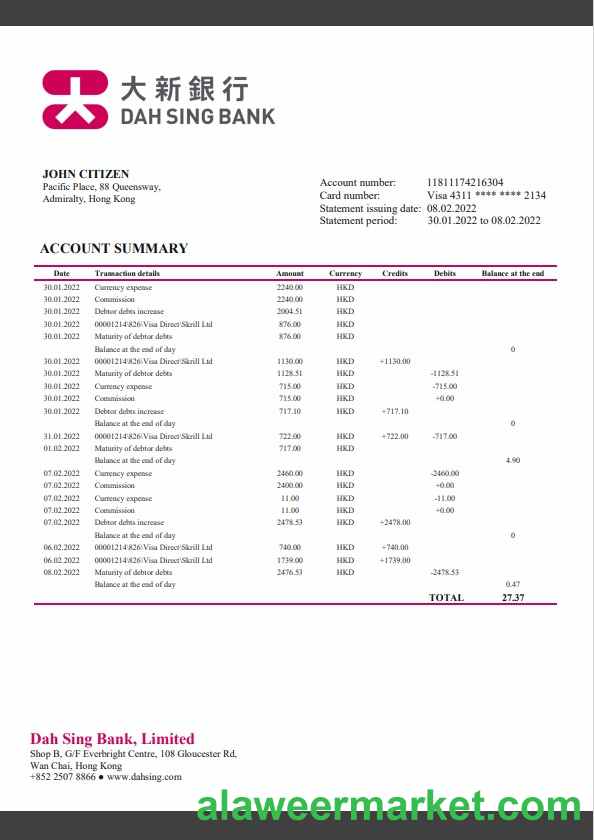 大新銀行
DAH SING BANK
JOHN CITIZEN
Pacific Place, 88 Queensway,
Admiralty, Hong Kong
Account number: 11811174216304
Card number: Visa 4311 **** **** 2134
Statement issuing date: 08.02.2022
Statement period: 30.01.2022 to 08.02.2022
ACCOUNT SUMMARY
Date Transaction details Amount Currency Credits Debits Balance at the end
30.01.2022 Currency expense 2240.00 HKD
30.01.2022 Commission 2240.00 HKD
30.01.2022 Debtor debts increase 2004.51 HKD
30.01.2022 00001214\826\Visa Direct\Skrill Ltd 876.00 HKD
30.01.2022 Maturity of debtor debts 876.00 HKD
Balance at the end of day 0
30.01.2022 00001214\826\Visa Direct\Skrill Ltd 1130.00 HKD +1130.00
30.01.2022 Maturity of debtor debts 1128.51 HKD -1128.51
30.01.2022 Currency expense 715.00 HKD -715.00
30.01.2022 Commission 715.00 HKD +0.00
30.01.2022 Debtor debts increase 717.10 HKD +717.10
Balance at the end of day 0
31.01.2022 00001214\826\Visa Direct\Skrill Ltd 722.00 HKD +722.00 -717.00
01.02.2022 Maturity of debtor debts 717.00 HKD
Balance at the end of day 4.90
07.02.2022 Currency expense 2460.00 HKD -2460.00
07.02.2022 Commission 2400.00 HKD +0.00
07.02.2022 Currency expense 11.00 HKD -11.00
07.02.2022 Commission 11.00 HKD +0.00
07.02.2022 Debtor debts increase 2478.53 HKD +2478.00
Balance at the end of day 0
06.02.2022 00001214\826\Visa Direct\Skrill Ltd 740.00 HKD +740.00
06.02.2022 00001214\826\Visa Direct\Skrill Ltd 1739.00 HKD +1739.00
08.02.2022 Maturity of debtor debts 2476.53 HKD -2478.53
Balance at the end of day 0.47
TOTAL 27.37
Dah Sing Bank, Limited
Shop B, G/F Everbright Centre, 108 Gloucester Rd,
Wan Chai, Hong Kong
+852 2507 8866 ● www.dahsing.com
alaweermarket.com